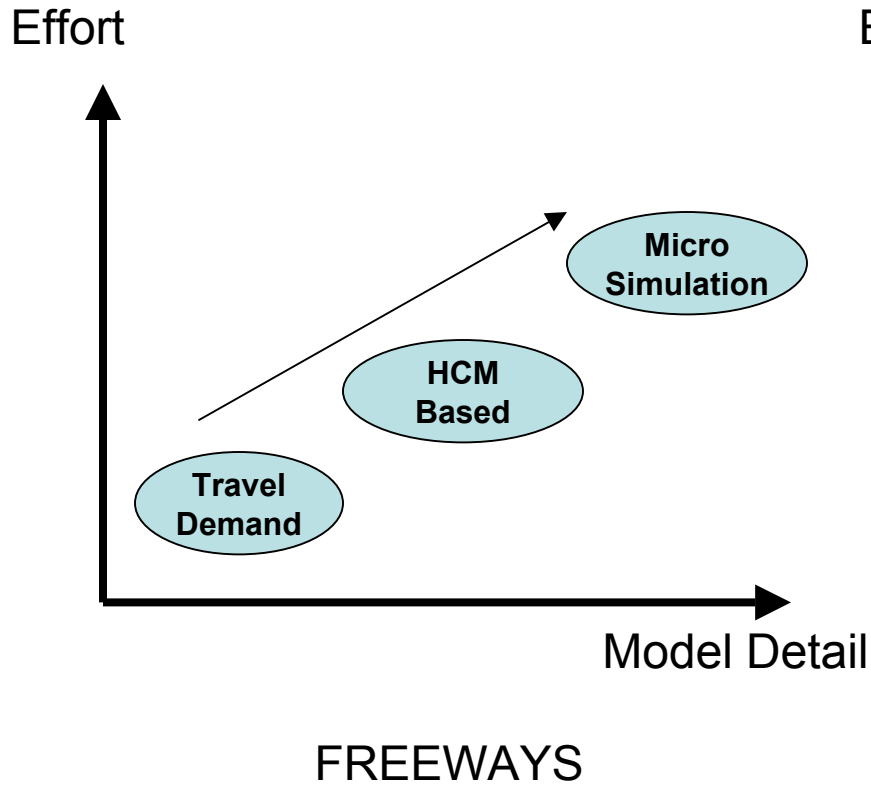 Effort
E
Micro
Simulation
HCM
Based
Travel
Demand
Model Detail
FREEWAYS